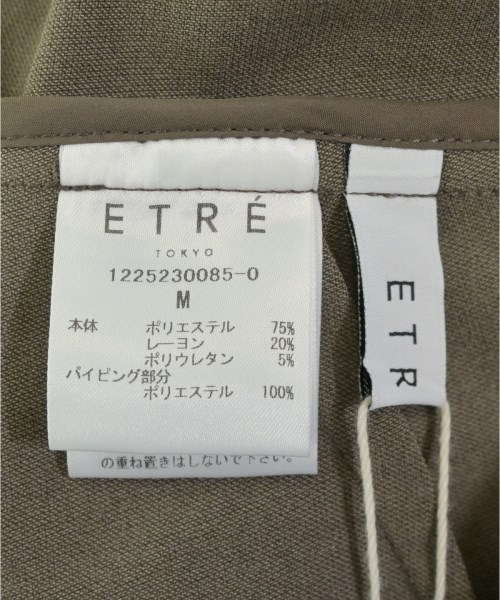 ETRÉ
TOKYO
1225230085-0
M
本体 ポリエステル 75%
レーヨン 20%
ポリウレタン 5%
パイピング部分
ポリエステル 100%
の重ね置きはしないで下さい。
ETR